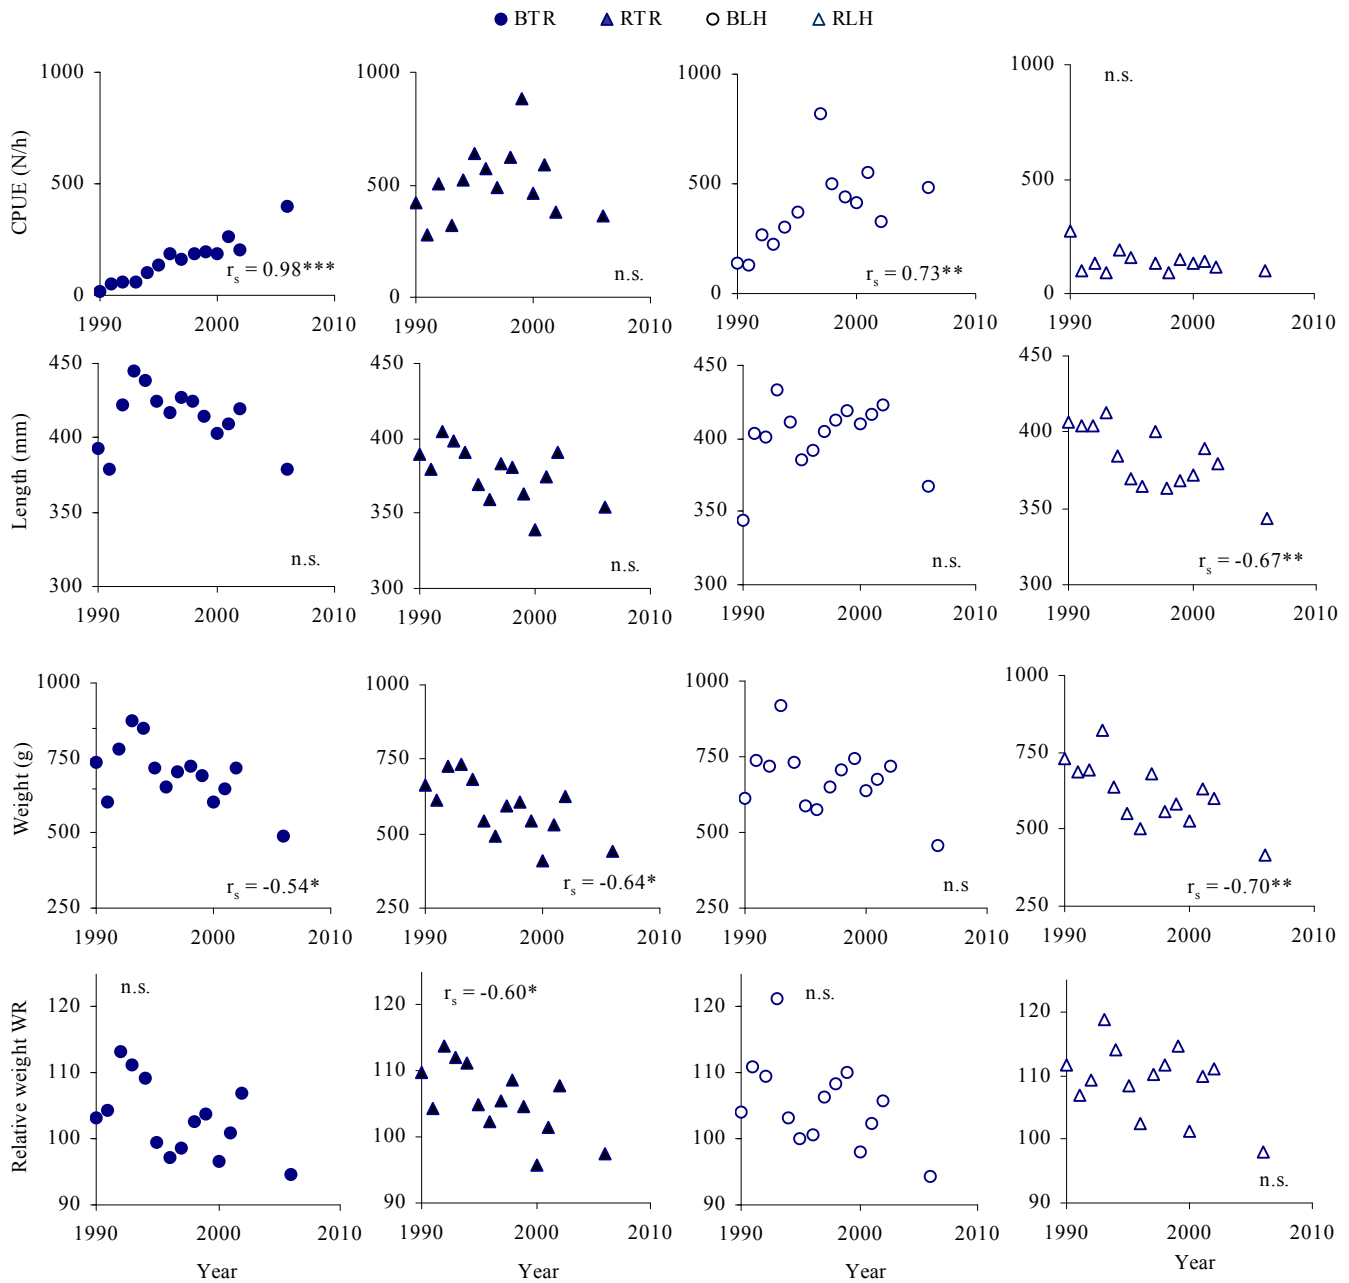 BTR RTR BLH RLH
CPUE (N/h)
1000 1000 1000 1000
n.s.
500 500 500 500
rs = 0.98*** n.s. rs = 0.73**
0 0 0 0
1990 2000 2010 1990 2000 2010 1990 2000 2010 1990 2000 2010
Length (mm)
450 450 450 450
400 400 400 400
350 350 350 350
n.s. n.s. n.s. rs = -0.67**
300 300 300 300
1990 2000 2010 1990 2000 2010 1990 2000 2010 1990 2000 2010
Weight (g)
1000 1000 1000 1000
750 750 750 750
500 500 500 500
rs = -0.54* rs = -0.64* n.s rs = -0.70**
250 250 250 250
1990 2000 2010 1990 2000 2010 1990 2000 2010 1990 2000 2010
Relative weight WR
n.s. rs = -0.60* n.s.
120 120 120 120
110 110 110 110
100 100 100 100
n.s.
90 90 90 90
1990 2000 2010 1990 2000 2010 1990 2000 2010 1990 2000 2010
Year Year Year Year